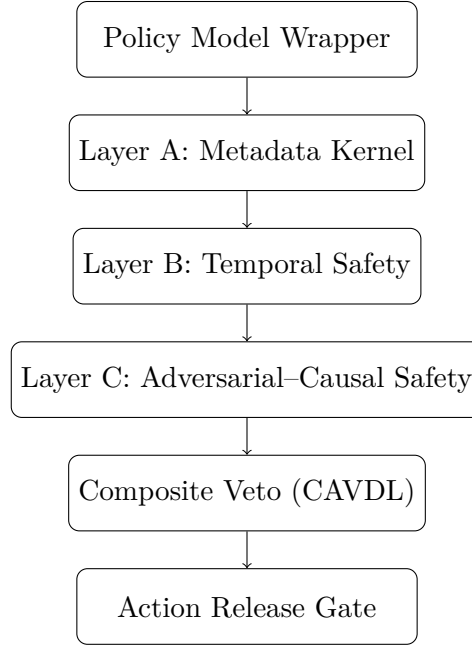 Policy Model Wrapper
Layer A: Metadata Kernel
Layer B: Temporal Safety
Layer C: Adversarial–Causal Safety
Composite Veto (CAVDL)
Action Release Gate